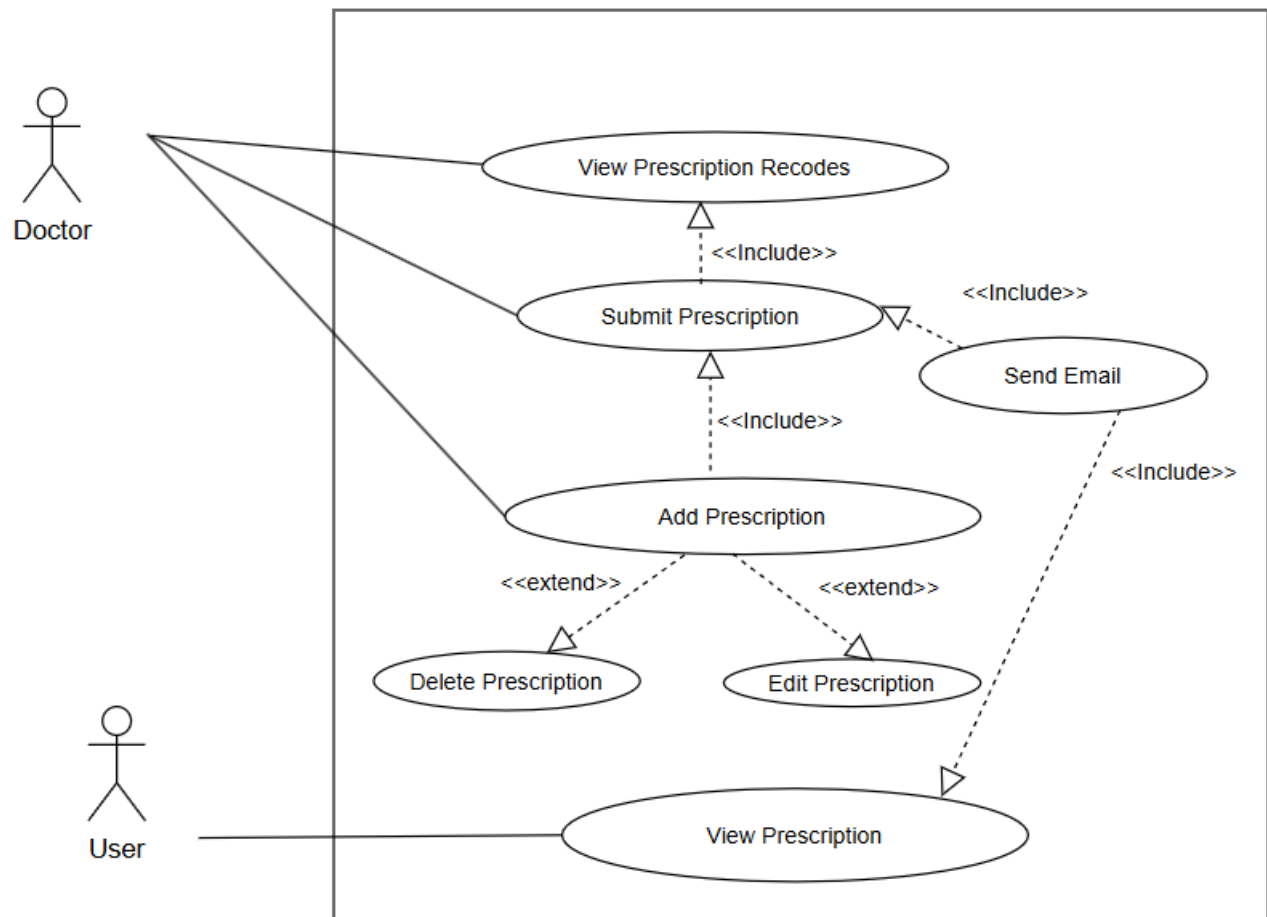 View Prescription Recodes
Doctor
<<Include>>
<<Include>>
Submit Prescription
Send Email
<<Include>>
<<Include>>
Add Prescription
<<extend>>
<<extend>>
Delete Prescription
Edit Prescription
View Prescription
User